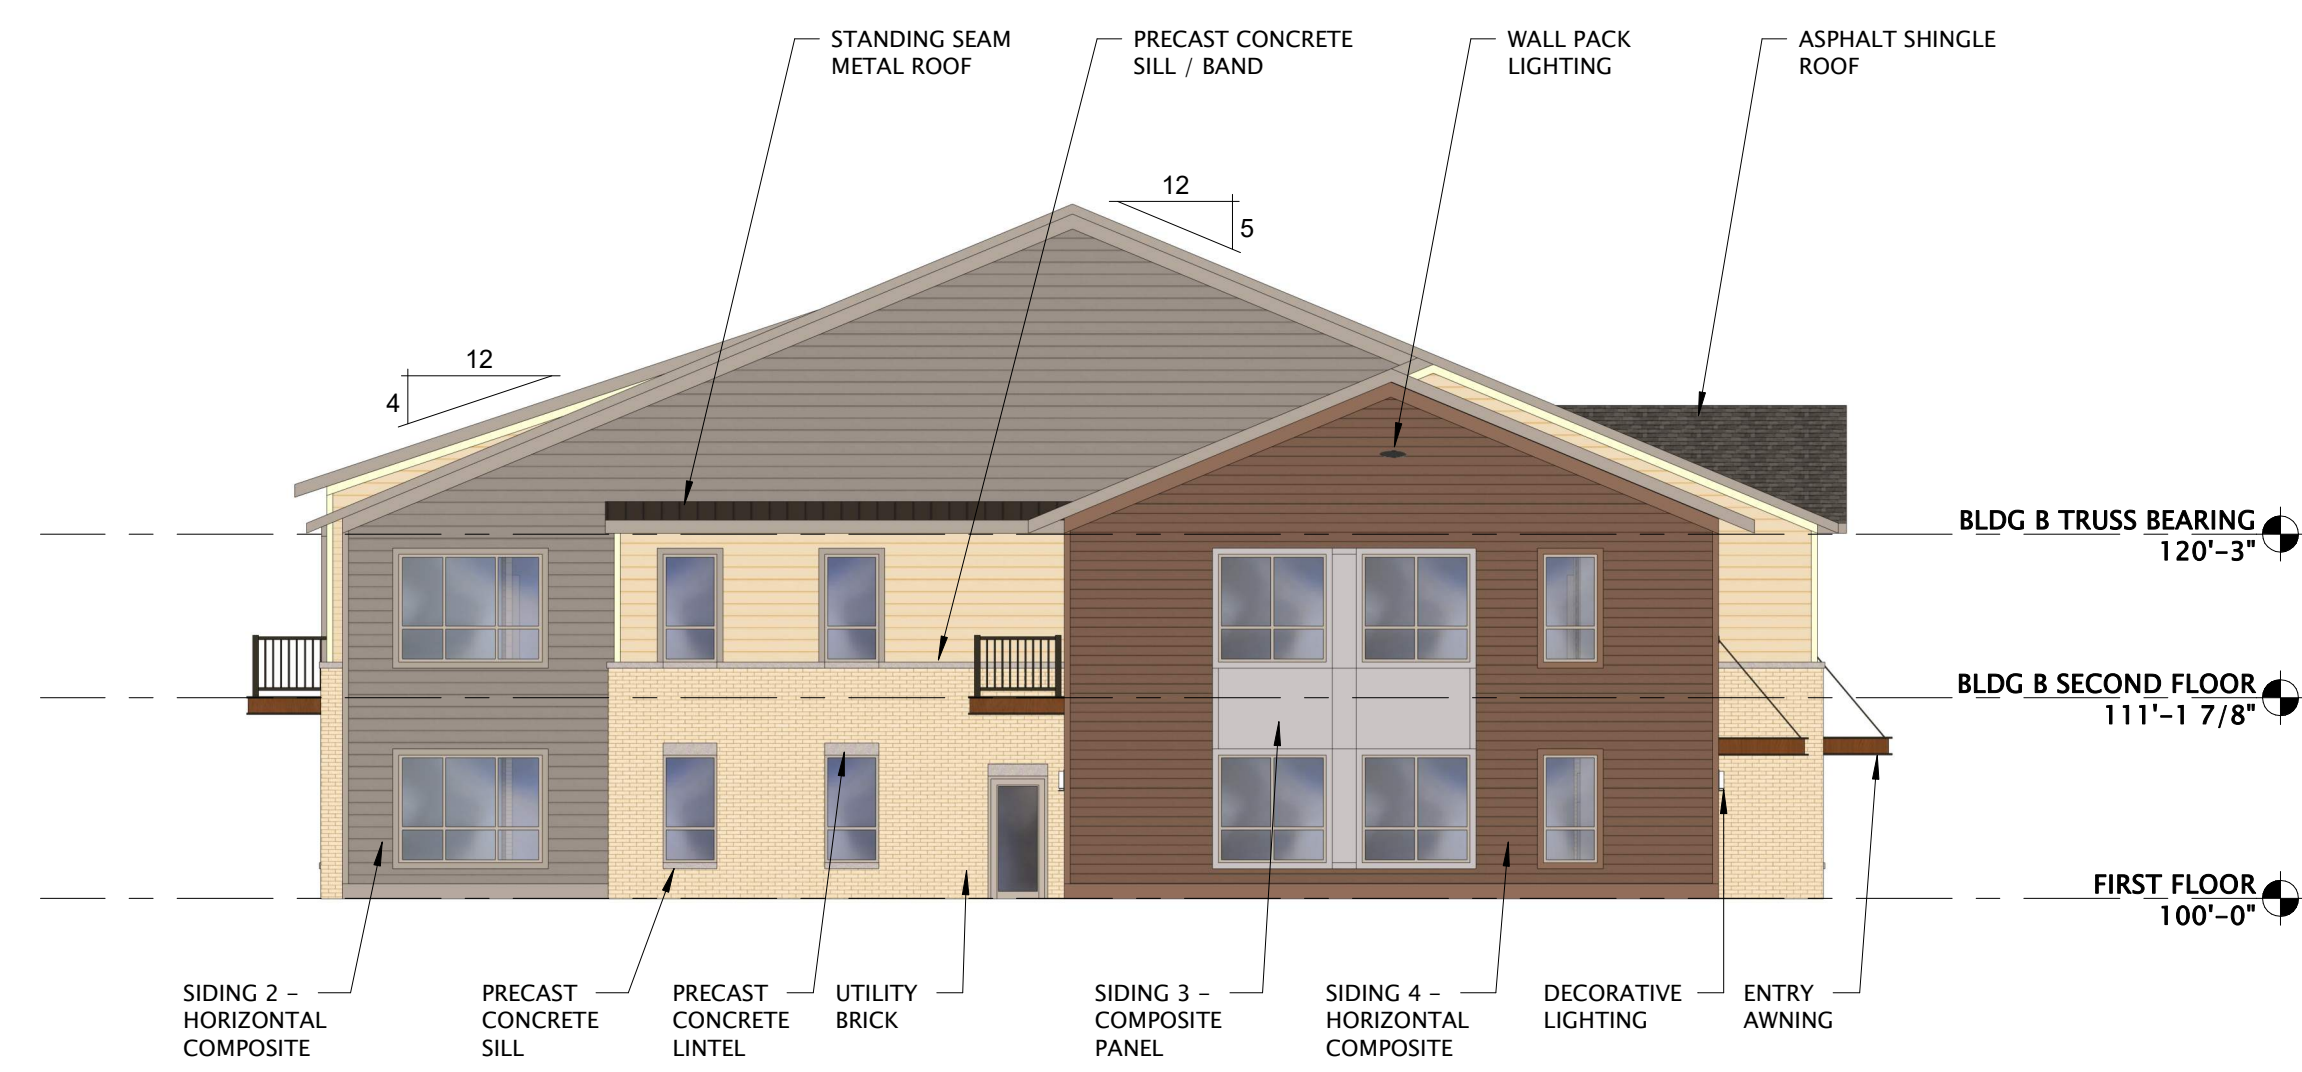 STANDING SEAM
METAL ROOF
PRECAST CONCRETE
SILL / BAND
WALL PACK
LIGHTING
ASPHALT SHINGLE
ROOF
12
5
12
4
BLDG B TRUSS BEARING
120'-3"
BLDG B SECOND FLOOR
111'-1 7/8"
FIRST FLOOR
100'-0"
SIDING 2 -
HORIZONTAL
COMPOSITE
PRECAST
CONCRETE
SILL
PRECAST
CONCRETE
LINTEL
UTILITY
BRICK
SIDING 3 -
COMPOSITE
PANEL
SIDING 4 -
HORIZONTAL
COMPOSITE
DECORATIVE
LIGHTING
ENTRY
AWNING